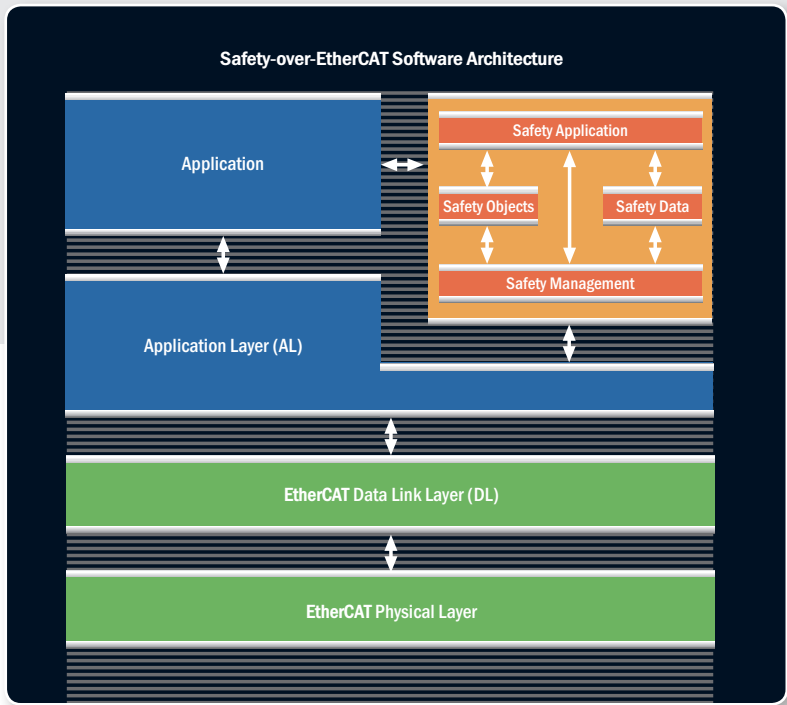 Safety-over-EtherCAT Software Architecture
Application
Safety Application
Safety Objects
Safety Data
Safety Management
Application Layer (AL)
EtherCAT Data Link Layer (DL)
EtherCAT Physical Layer